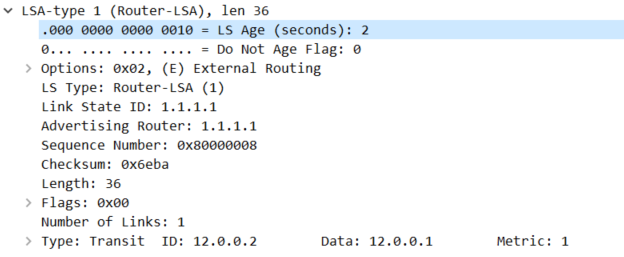 LSA-type 1 (Router-LSA), len 36
.000 0000 0000 0010 = LS Age (seconds): 2
0... .... .... .... = Do Not Age Flag: 0
Options: 0x02, (E) External Routing
LS Type: Router-LSA (1)
Link State ID: 1.1.1.1
Advertising Router: 1.1.1.1
Sequence Number: 0x80000008
Checksum: 0x6eba
Length: 36
Flags: 0x00
Number of Links: 1
Type: Transit  ID: 12.0.0.2        Data: 12.0.0.1        Metric: 1